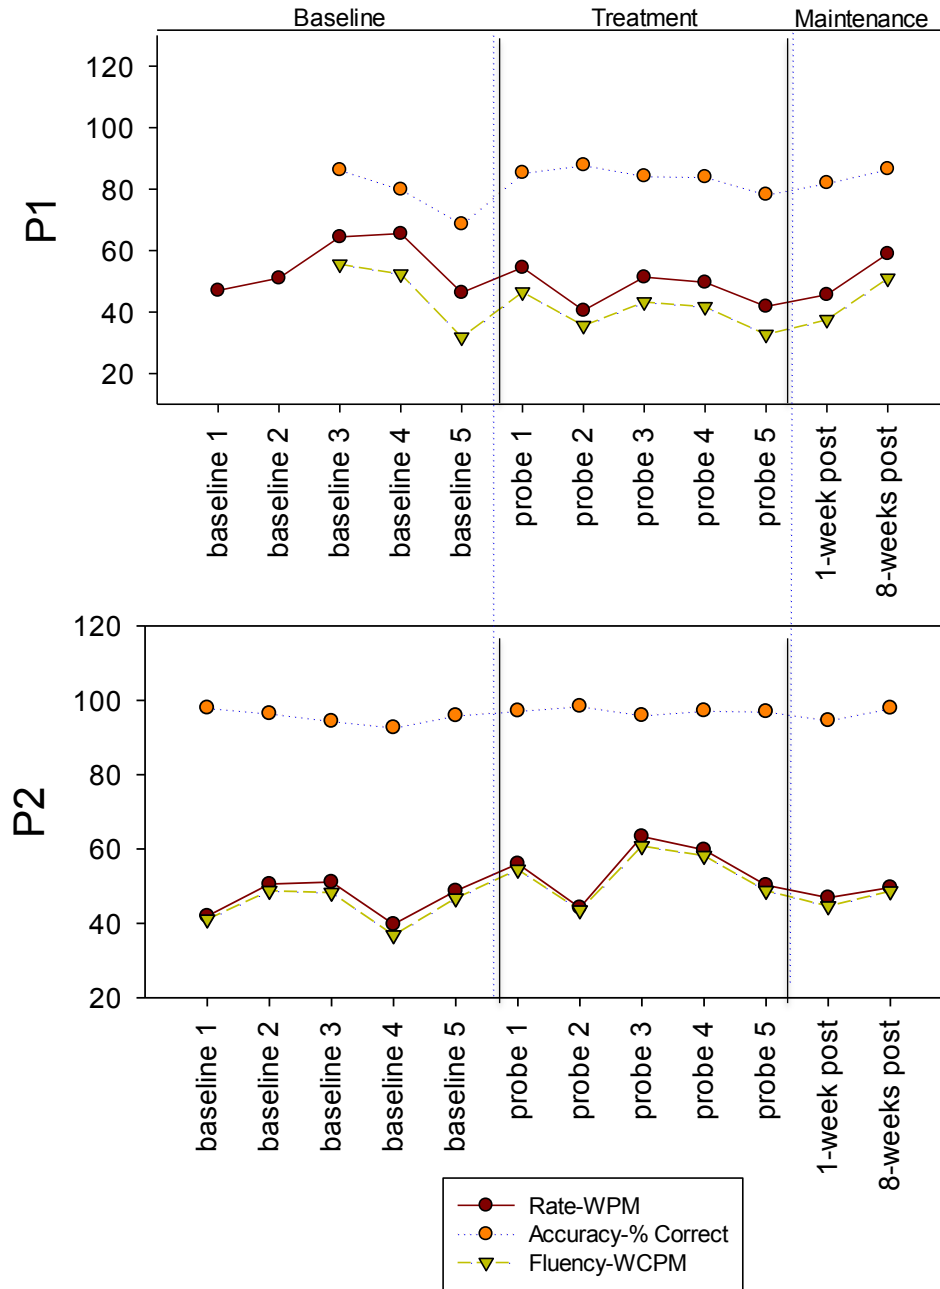 Baseline Treatment Maintenance
P1
120
100
80
60
40
20
baseline 1
baseline 2
baseline 3
baseline 4
baseline 5
probe 1
probe 2
probe 3
probe 4
probe 5
1-week post
8-weeks post
P2
120
100
80
60
40
20
baseline 1
baseline 2
baseline 3
baseline 4
baseline 5
probe 1
probe 2
probe 3
probe 4
probe 5
1-week post
8-weeks post
Rate-WPM
Accuracy-% Correct
Fluency-WCPM